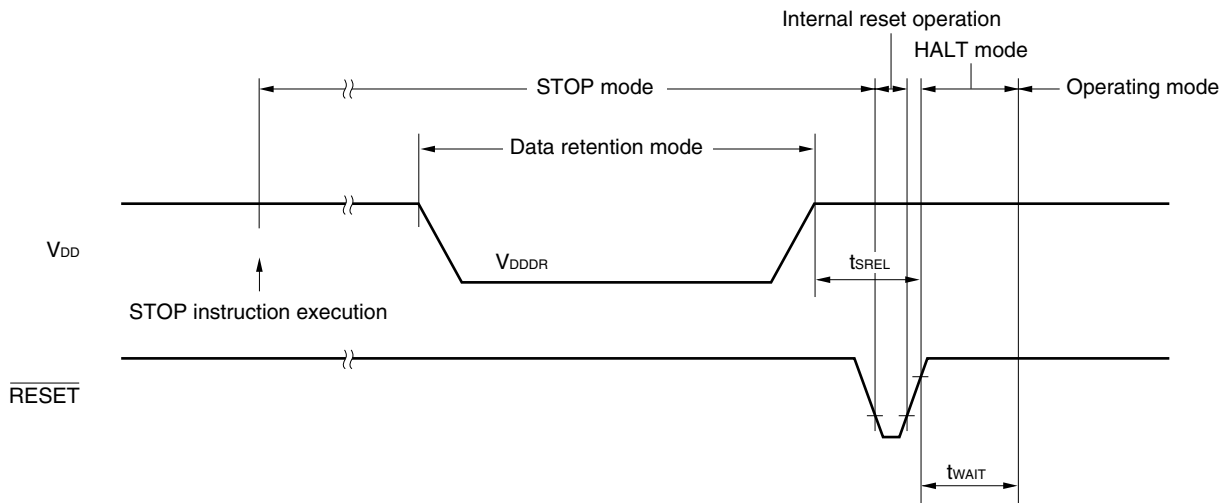 Internal reset operation
HALT mode
STOP mode
Operating mode
Data retention mode
VDD
VDDDR
tSREL
STOP instruction execution
RESET
tWAIT